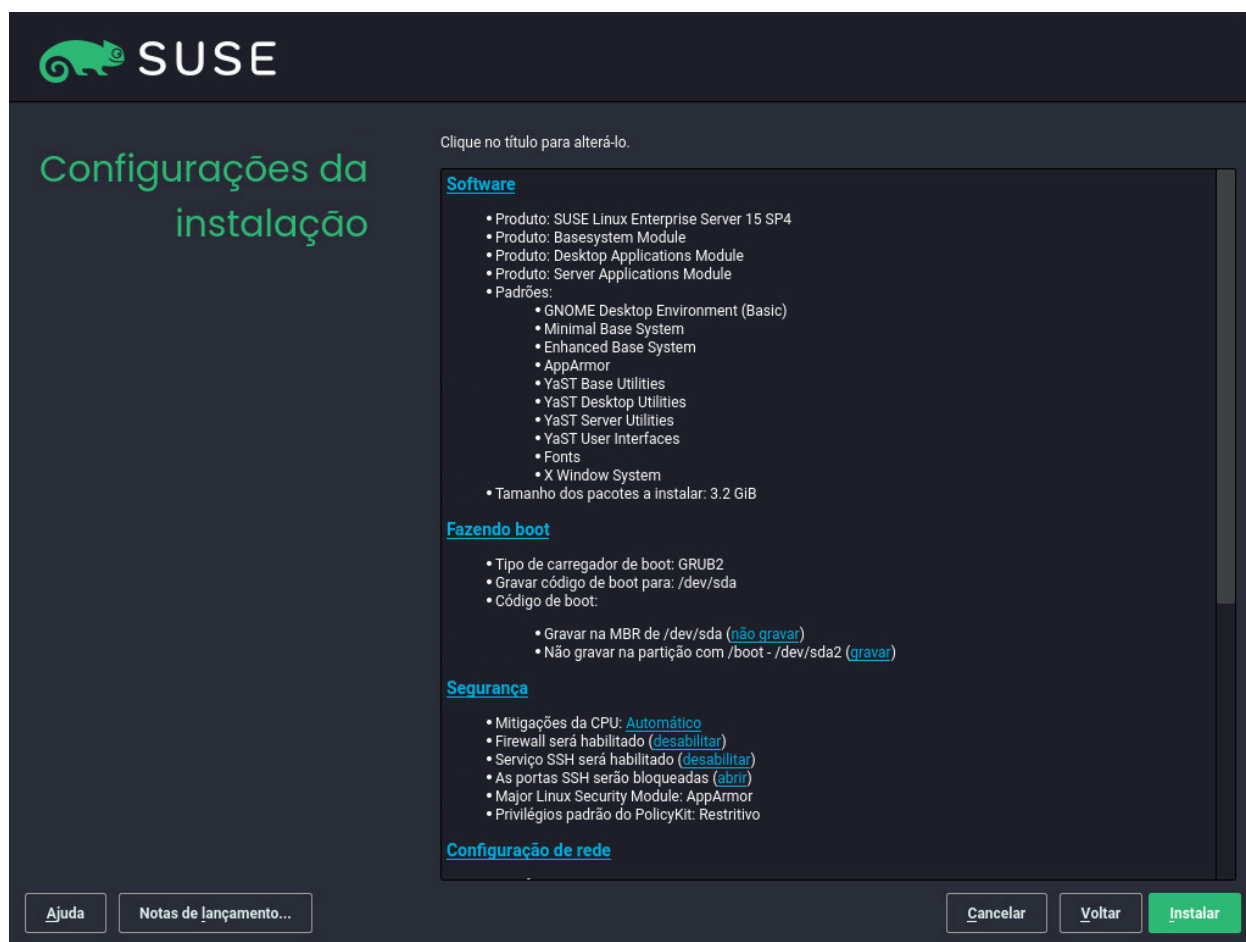 SUSE
Configurações da
instalação
Clique no título para alterá-lo.
Software
• Produto: SUSE Linux Enterprise Server 15 SP4
• Produto: Basesystem Module
• Produto: Desktop Applications Module
• Produto: Server Applications Module
• Padrões:
• GNOME Desktop Environment (Basic)
• Minimal Base System
• Enhanced Base System
• AppArmor
• YaST Base Utilities
• YaST Desktop Utilities
• YaST Server Utilities
• YaST User Interfaces
• Fonts
• X Window System
• Tamanho dos pacotes a instalar: 3.2 GiB
Fazendo boot
• Tipo de carregador de boot: GRUB2
• Gravar código de boot para: /dev/sda
• Código de boot:
• Gravar na MBR de /dev/sda (não gravar)
• Não gravar na partição com /boot - /dev/sda2 (gravar)
Segurança
• Mitigações da CPU: Automático
• Firewall será habilitado (desabilitar)
• Serviço SSH será habilitado (desabilitar)
• As portas SSH serão bloqueadas (abrir)
• Major Linux Security Module: AppArmor
• Privilégios padrão do PolicyKit: Restritivo
Configuração de rede
Ajuda Notas de lançamento... Cancelar Voltar Instalar